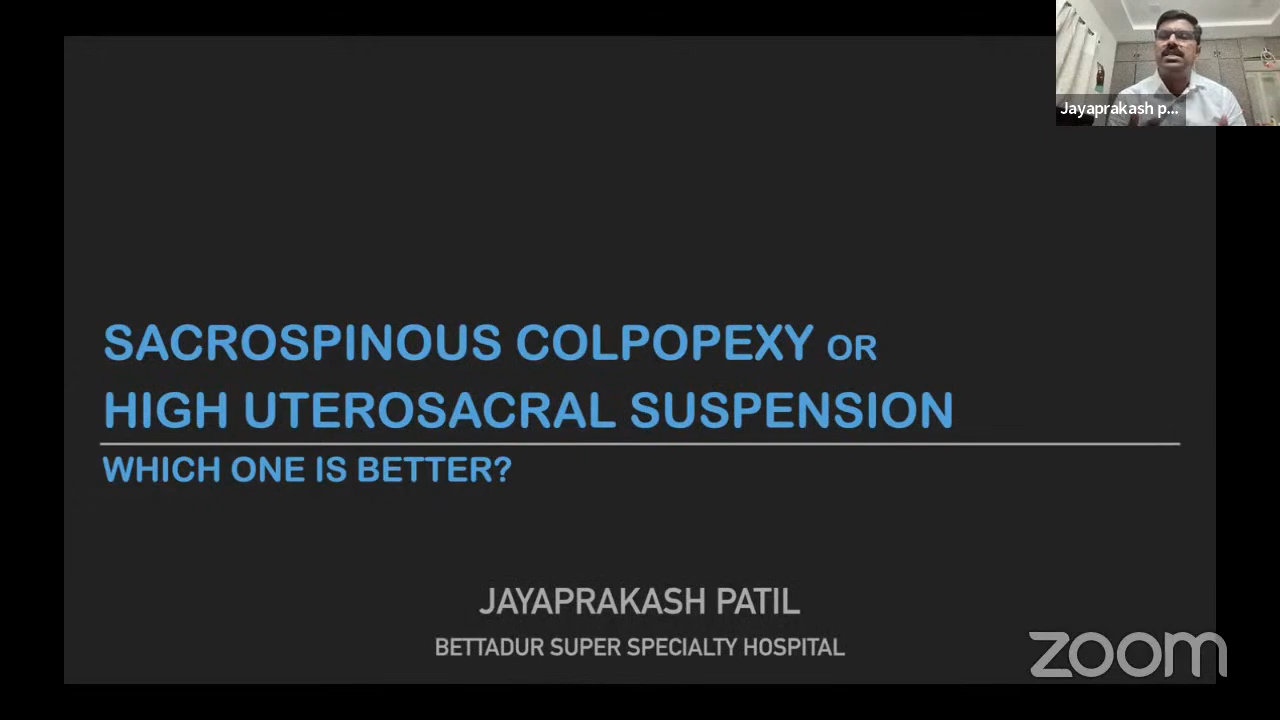 Jayaprakash p...
SACROSPINOUS COLPOPEXY OR
HIGH UTEROSACRAL SUSPENSION
WHICH ONE IS BETTER?
JAYAPRAKASH PATIL
BETTADUR SUPER SPECIALTY HOSPITAL
zoom